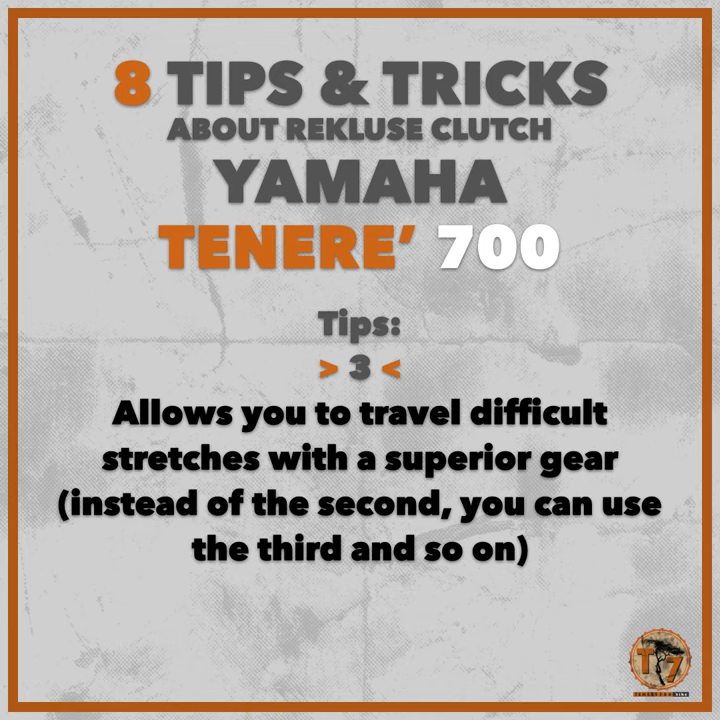 8 TIPS & TRICKS
ABOUT REKLUSE CLUTCH
YAMAHA
TENERE’ 700
Tips:
> 3 <
Allows you to travel difficult
stretches with a superior gear
(instead of the second, you can use
the third and so on)
T 7